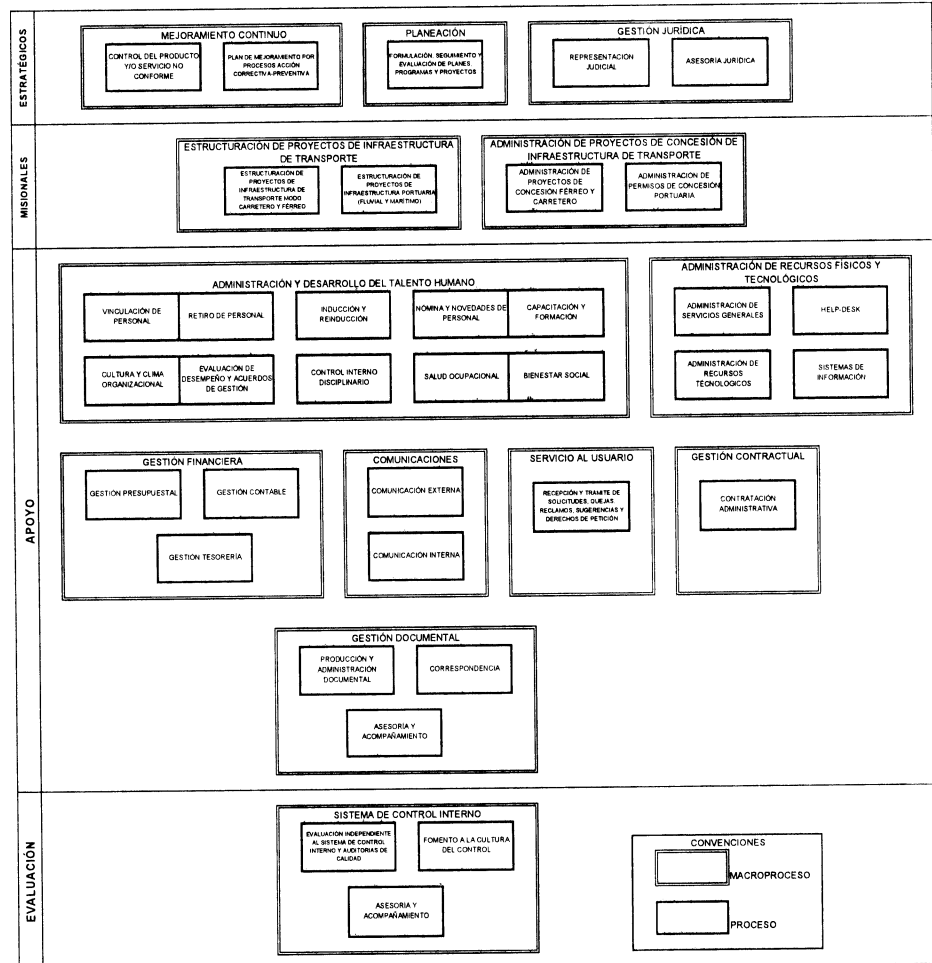 ESTRATÉGICOS
MEJORAMIENTO CONTINUO
CONTROL DEL PRODUCTO
Y/O SERVICIO NO
CONFORME
PLAN DE MEJORAMIENTO POR
PROCESOS ACCIÓN
CORRECTIVA-PREVENTIVA
PLANEACIÓN
FORMULACIÓN, SEGUIMIENTO Y
EVALUACIÓN DE PLANES,
PROGRAMAS Y PROYECTOS
GESTIÓN JURÍDICA
REPRESENTACION
JUDICIAL
ASESORÍA JURÍDICA
MISIONALES
ESTRUCTURACIÓN DE PROYECTOS DE INFRAESTRUCTURA
DE TRANSPORTE
ESTRUCTURACIÓN DE
PROYECTOS DE
INFRAESTRUCTURA DE
TRANSPORTE MODO
CARRETERO Y FÉRREO
ESTRUCTURACIÓN DE
PROYECTOS DE
INFRAESTRUCTURA PORTUARIA
(FLUVIAL Y MARÍTIMO)
ADMINISTRACIÓN DE PROYECTOS DE CONCESIÓN DE
INFRAESTRUCTURA DE TRANSPORTE
ADMINISTRACIÓN DE
PROYECTOS DE
CONCESIÓN FÉRREO Y
CARRETERO
ADMINISTRACION DE
PERMISOS DE CONCESIÓN
PORTUARIA
APOYO
ADMINISTRACIÓN Y DESARROLLO DEL TALENTO HUMANO
VINCULACIÓN DE
PERSONAL
RETIRO DE PERSONAL
INDUCCIÓN Y
REINDUCCIÓN
NOMINA Y NOVEDADES DE
PERSONAL
CAPACITACIÓN Y
FORMACIÓN
CULTURA Y CLIMA
ORGANIZACIONAL
EVALUACIÓN DE
DESEMPEÑO Y ACUERDOS
DE GESTIÓN
CONTROL INTERNO
DISCIPLINARIO
SALUD OCUPACIONAL
BIENESTAR SOCIAL
ADMINISTRACIÓN DE RECURSOS FÍSICOS Y
TECNOLÓGICOS
ADMINISTRACIÓN DE
SERVICIOS GENERALES
HELP-DESK
ADMINISTRACIÓN DE
RECURSOS
TÉCNOLOGICOS
SISTEMAS DE
INFORMACIÓN
GESTIÓN FINANCIERA
GESTIÓN PRESUPUESTAL
GESTIÓN CONTABLE
GESTIÓN TESORERÍA
COMUNICACIONES
COMUNICACIÓN EXTERNA
COMUNICACIÓN INTERNA
SERVICIO AL USUARIO
RECEPCIÓN Y TRAMITE DE
SOLICITUDES, QUEJAS
RECLAMOS, SUGERENCIAS Y
DERECHOS DE PETICIÓN
GESTIÓN CONTRACTUAL
CONTRATACIÓN
ADMINISTRATIVA
GESTIÓN DOCUMENTAL
PRODUCCIÓN Y
ADMINISTRACIÓN
DOCUMENTAL
CORRESPONDENCIA
ASESORÍA Y
ACOMPAÑAMIENTO
EVALUACIÓN
SISTEMA DE CONTROL INTERNO
EVALUACIÓN INDEPENDIENTE
AL SISTEMA DE CONTROL
INTERNO Y AUDITORIAS DE
CALIDAD
FOMENTO A LA CULTURA
DEL CONTROL
ASESORÍA Y
ACOMPAÑAMIENTO
CONVENCIONES
MACROPROCESO
PROCESO